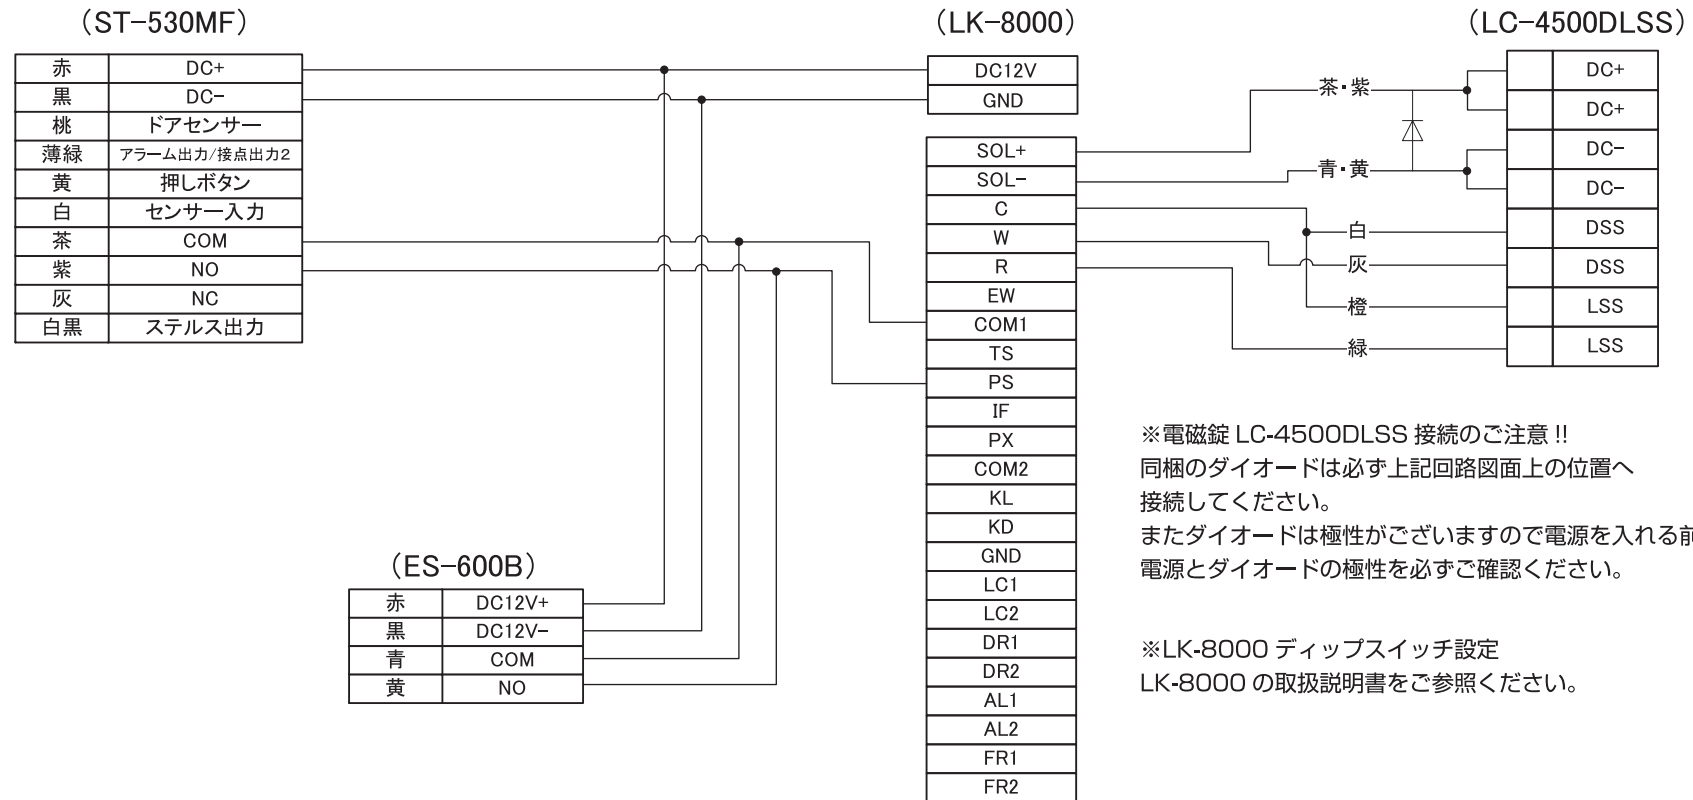 （ST-530MF）
赤 DC+
黒 DC-
桃 ドアセンサー
薄緑 アラーム出力/接点出力2
黄 押しボタン
白 センサー入力
茶 COM
紫 NO
灰 NC
白黒 ステルス出力
（ES-600B）
赤 DC12V+
黒 DC12V-
青 COM
黄 NO
（LK-8000）
DC12V
GND
SOL+
SOL-
C
W
R
EW
COM1
TS
PS
IF
PX
COM2
KL
KD
GND
LC1
LC2
DR1
DR2
AL1
AL2
FR1
FR2
茶・紫
青・黄
白
灰
橙
緑
（LC-4500DLSS）
DC+
DC+
DC-
DC-
DSS
DSS
LSS
LSS
※電磁錠 LC-4500DLSS 接続のご注意 !!
同梱のダイオードは必ず上記回路図面上の位置へ
接続してください。
またダイオードは極性がございますので電源を入れる前
電源とダイオードの極性を必ずご確認ください。
※LK-8000 ディップスイッチ設定
LK-8000 の取扱説明書をご参照ください。